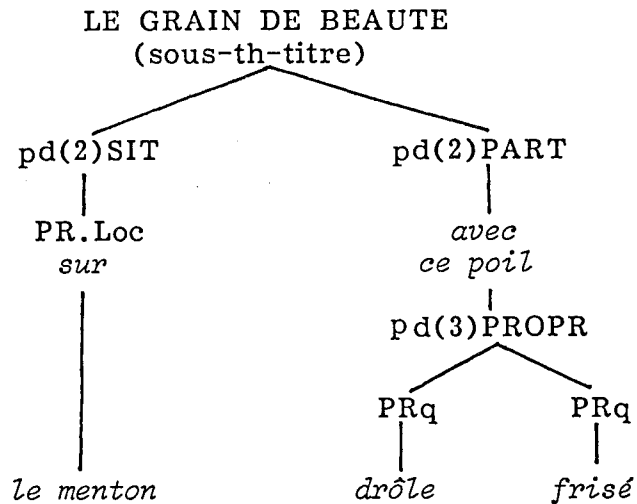 LE GRAIN DE BEAUTE
(sous-th-titre)
pd(2)SIT pd(2)PART
PR.Loc
sur
avec
ce poil
pd(3)PROPR
PRq PRq
le menton drôle frisé